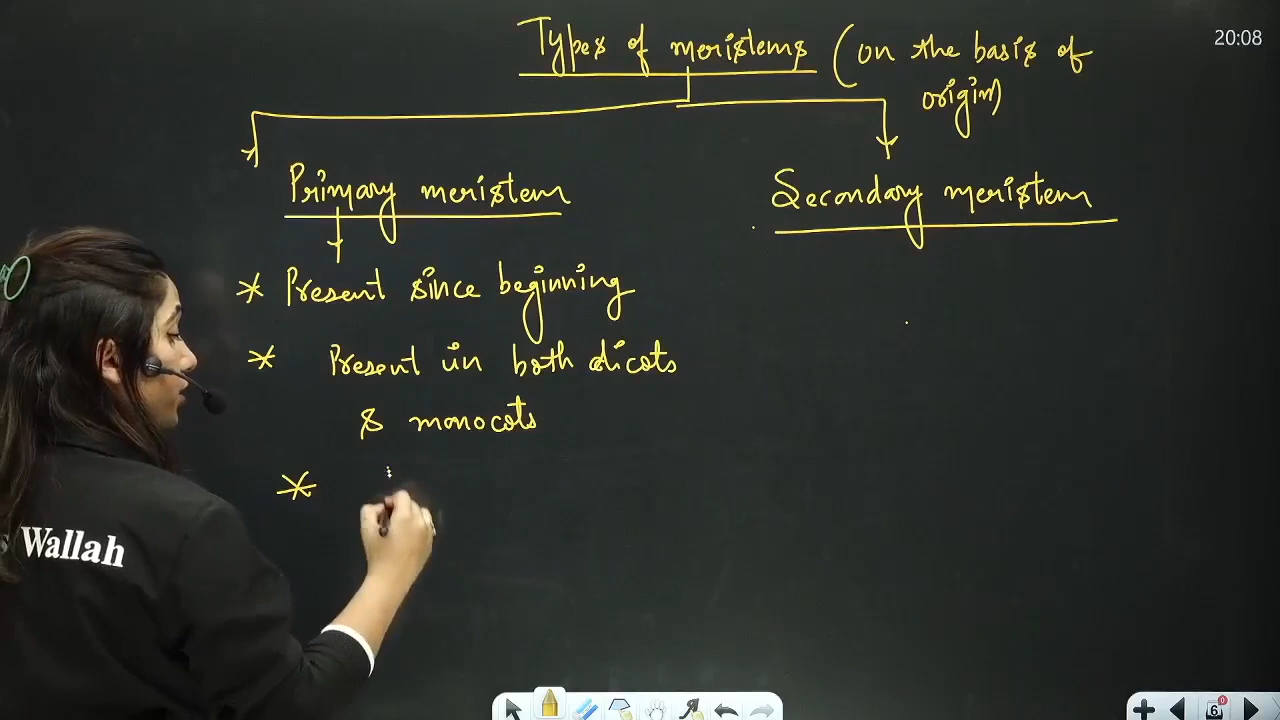 Types of meristems (on the basis of
origin)
20:08
Primary meristem
Secondary meristem
* Present since beginning
* Present in both dicots
& monocots
*
Wallah
6